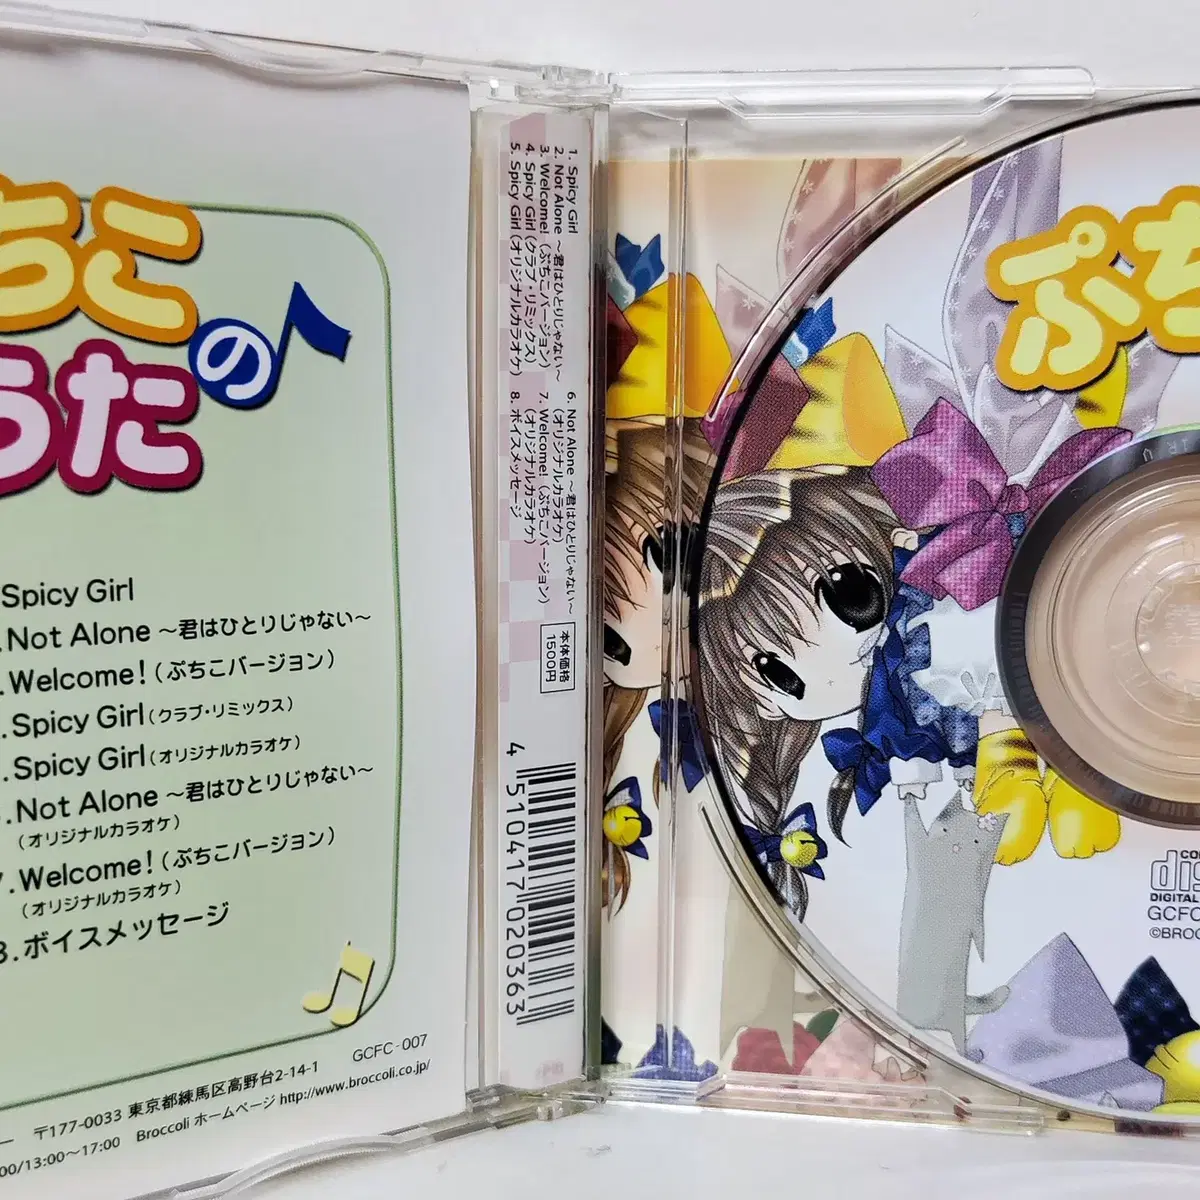 ちこ
の
うた
Spicy Girl
.Not Alone ～君はひとりじゃない～
.Welcome!(ぷちこバージョン)
.Spicy Girl(クラブ・リミックス)
.Spicy Girl(オリジナルカラオケ)
.Not Alone ～君はひとりじゃない～
(オリジナルカラオケ)
7.Welcome!(ぷちこバージョン)
(オリジナルカラオケ)
8.ボイスメッセージ
GCFC-007
〒177-0033 東京都練馬区高野台2-14-1
00/13:00～17:00 Broccoli ホームページ http://www.broccoli.co.jp/
1. Spicy Girl
2. Not Alone ～君はひとりじゃない～
3. Welcome! (ぷちこバージョン)
4. Spicy Girl (クラブ・リミックス)
5. Spicy Girl (オリジナルカラオケ)
6. Not Alone ～君はひとりじゃない～
(オリジナルカラオケ)
7. Welcome! (ぷちこバージョン)
(オリジナルカラオケ)
8. ボイスメッセージ
本体価格
1500円
4 510417 020363
ぷち
DIGITAL
GCFC
©BROC